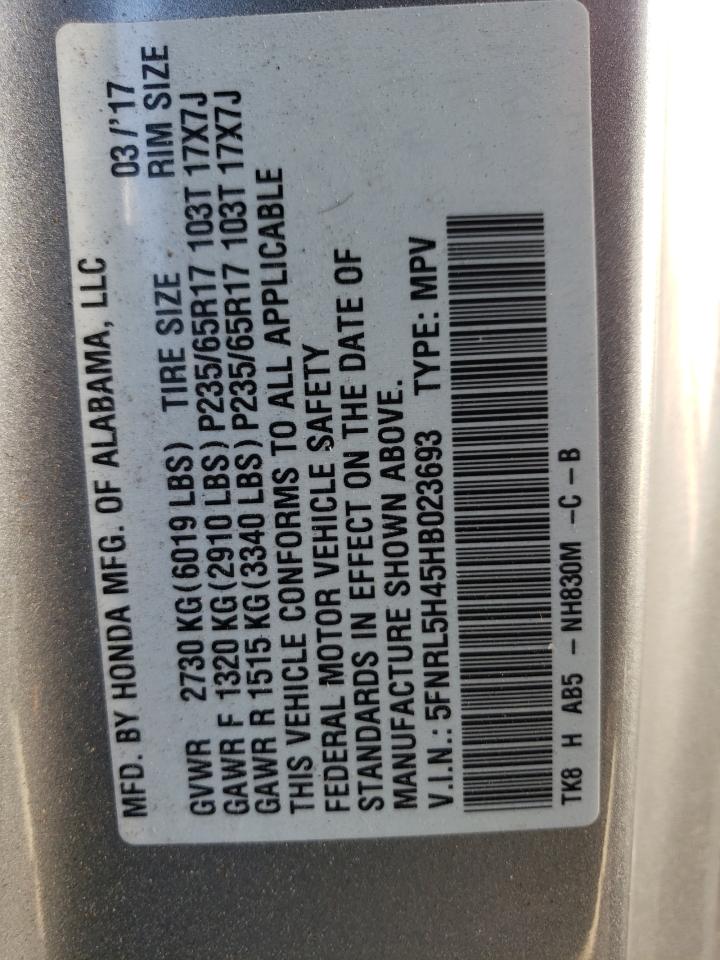 MFD. BY HONDA MFG. OF ALABAMA, LLC 03/'17
RIM SIZE
GVWR 2730 KG(6019 LBS) TIRE SIZE
GAWR F 1320 KG(2910 LBS) P235/65R17 103T 17X7J
GAWR R 1515 KG(3340 LBS) P235/65R17 103T 17X7J
THIS VEHICLE CONFORMS TO ALL APPLICABLE
FEDERAL MOTOR VEHICLE SAFETY
STANDARDS IN EFFECT ON THE DATE OF
MANUFACTURE SHOWN ABOVE.
V.I.N.: 5FNRL5H45HB023693 TYPE: MPV
TK8 H AB5 - NH830M -C-B